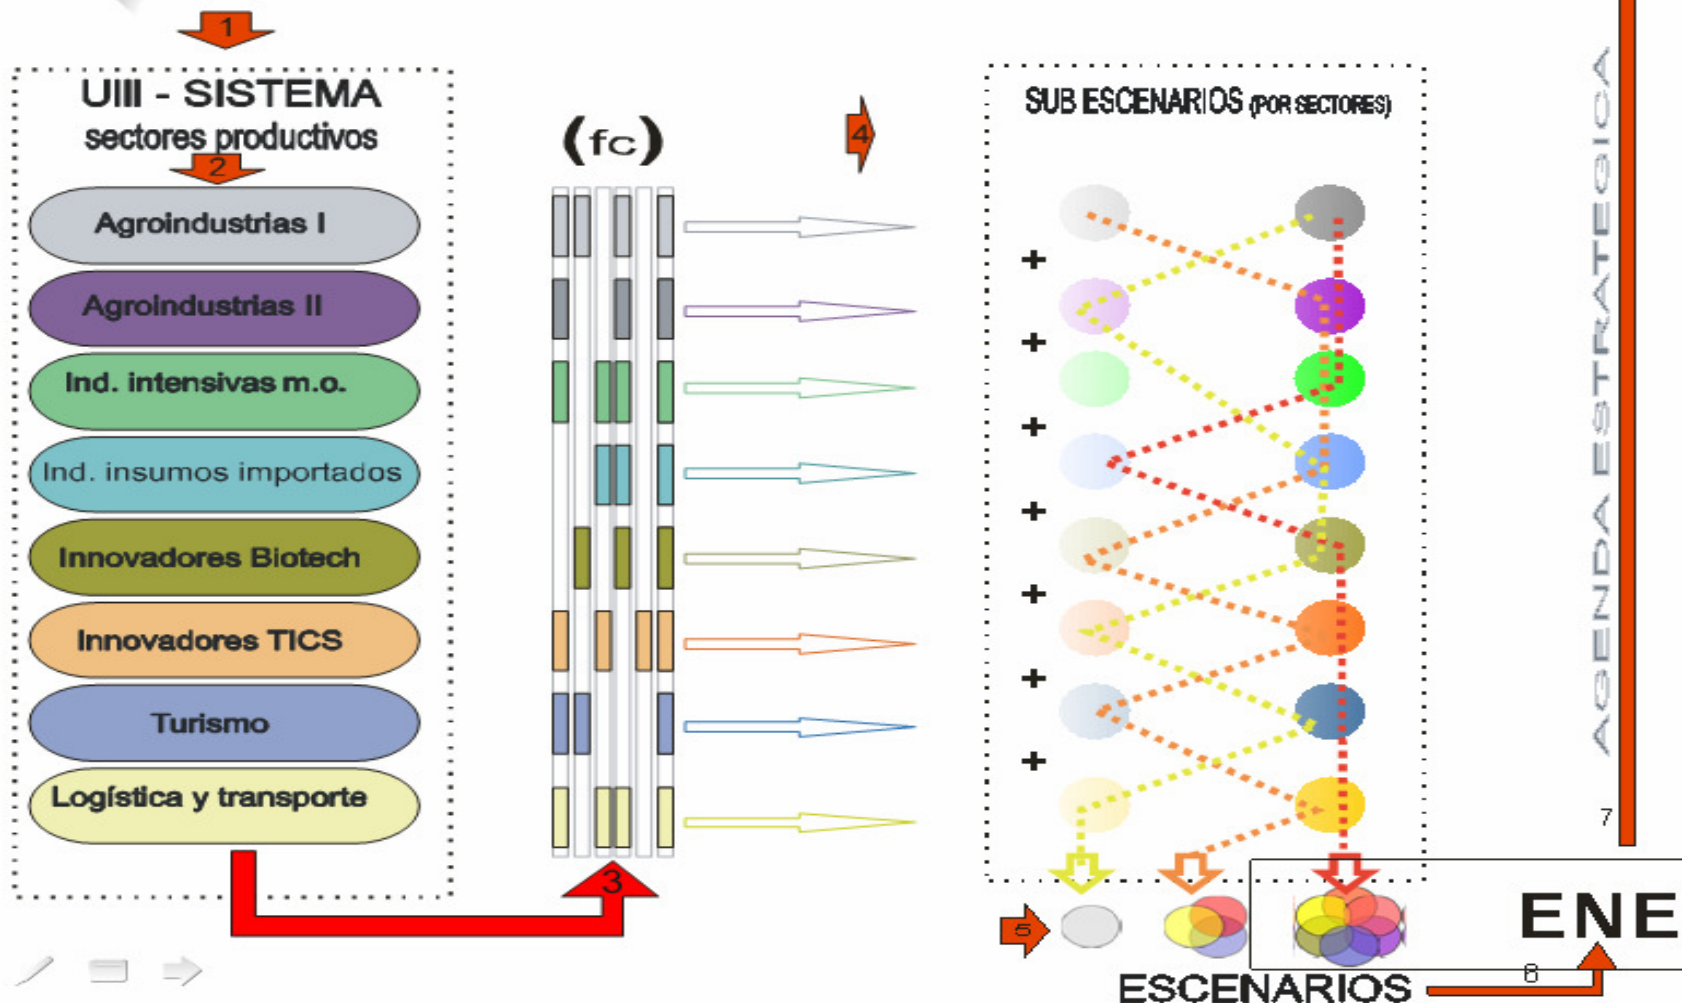 1
UIII - SISTEMA
sectores productivos
2
Agroindustrias I
Agroindustrias II
Ind. intensivas m.o.
Ind. insumos importados
Innovadores Biotech
Innovadores TICS
Turismo
Logística y transporte
(fc)
3
4
SUB ESCENARIOS (POR SECTORES)
+
+
+
+
+
+
+
5
ESCENARIOS
6
ENE
7
AGENDA ESTRATEGICA